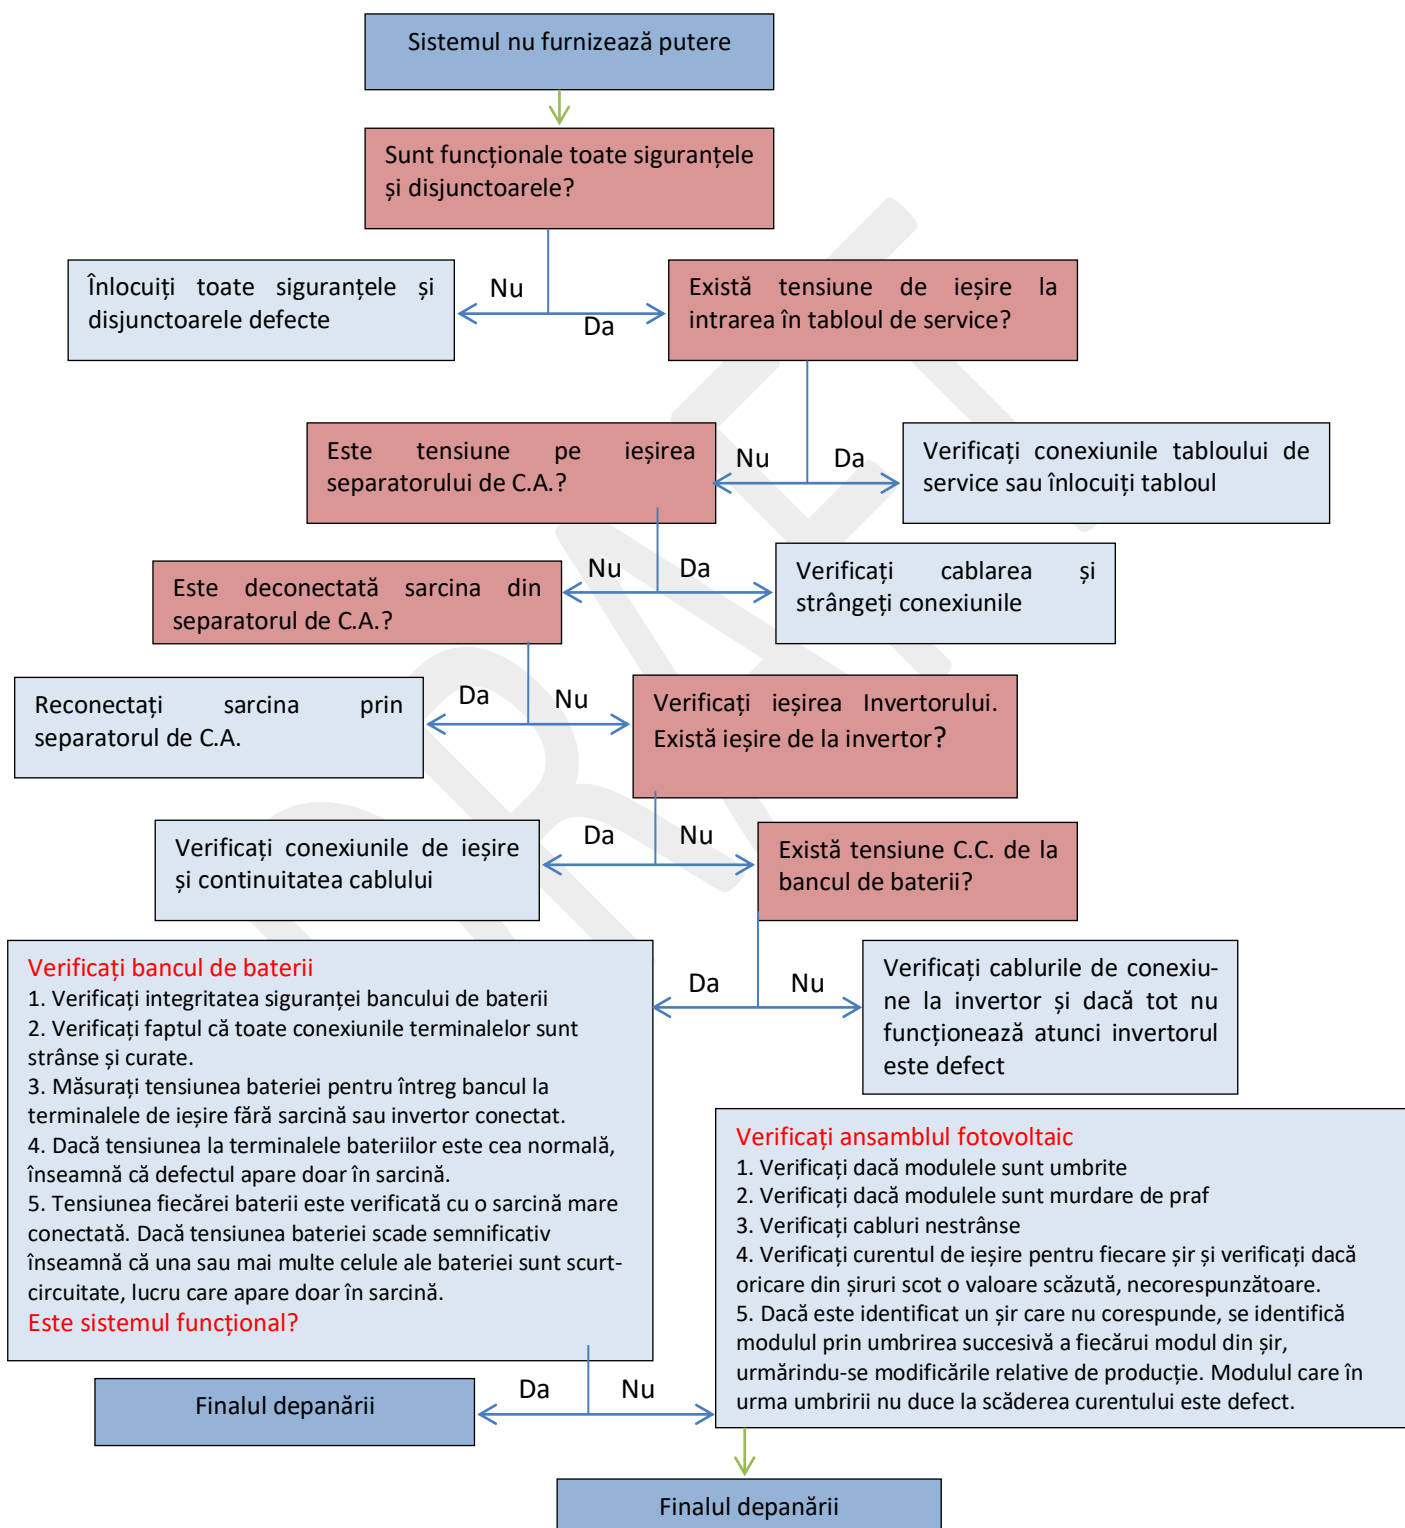 Sistemul nu furnizează putere
Sunt funcționale toate siguranțele
și disjunctoarele?
Înlocuiți toate siguranțele și
disjunctoarele defecte
Nu
Da
Există tensiune de ieșire la
intrarea în tabloul de service?
Este tensiune pe ieșirea
separatorului de C.A.?
Nu
Da
Verificați conexiunile tabloului de
service sau înlocuiți tabloul
Este deconectată sarcina din
separatorul de C.A.?
Nu
Da
Verificați cablarea și
strângeți conexiunile
Reconectați sarcina prin
separatorul de C.A.
Da
Nu
Verificați ieșirea Invertorului.
Există ieșire de la invertor?
Verificați conexiunile de ieșire
și continuitatea cablului
Da
Nu
Există tensiune C.C. de la
bancul de baterii?
Verificați bancul de baterii
1. Verificați integritatea siguranței bancului de baterii
2. Verificați faptul că toate conexiunile terminalelor sunt
strânse și curate.
3. Măsurați tensiunea bateriei pentru întreg bancul la
terminalele de ieșire fără sarcină sau invertor conectat.
4. Dacă tensiunea la terminalele bateriilor este cea normală,
înseamnă că defectul apare doar în sarcină.
5. Tensiunea fiecărei baterii este verificată cu o sarcină mare
conectată. Dacă tensiunea bateriei scade semnificativ
înseamnă că una sau mai multe celule ale bateriei sunt scurt-
circuitate, lucru care apare doar în sarcină.
Este sistemul funcțional?
Da
Nu
Verificați cablurile de conexiu-
ne la invertor și dacă tot nu
funcționează atunci invertorul
este defect
Verificați ansamblul fotovoltaic
1. Verificați dacă modulele sunt umbrite
2. Verificați dacă modulele sunt murdare de praf
3. Verificați cabluri nestrânse
4. Verificați curentul de ieșire pentru fiecare șir și verificați dacă
oricare din șiruri scot o valoare scăzută, necorespunzătoare.
5. Dacă este identificat un șir care nu corespunde, se identifică
modulul prin umbrirea succesivă a fiecărui modul din șir,
urmărindu-se modificările relative de producție. Modulul care în
urma umbririi nu duce la scăderea curentului este defect.
Finalul depanării
Da
Nu
Finalul depanării
DRAFT